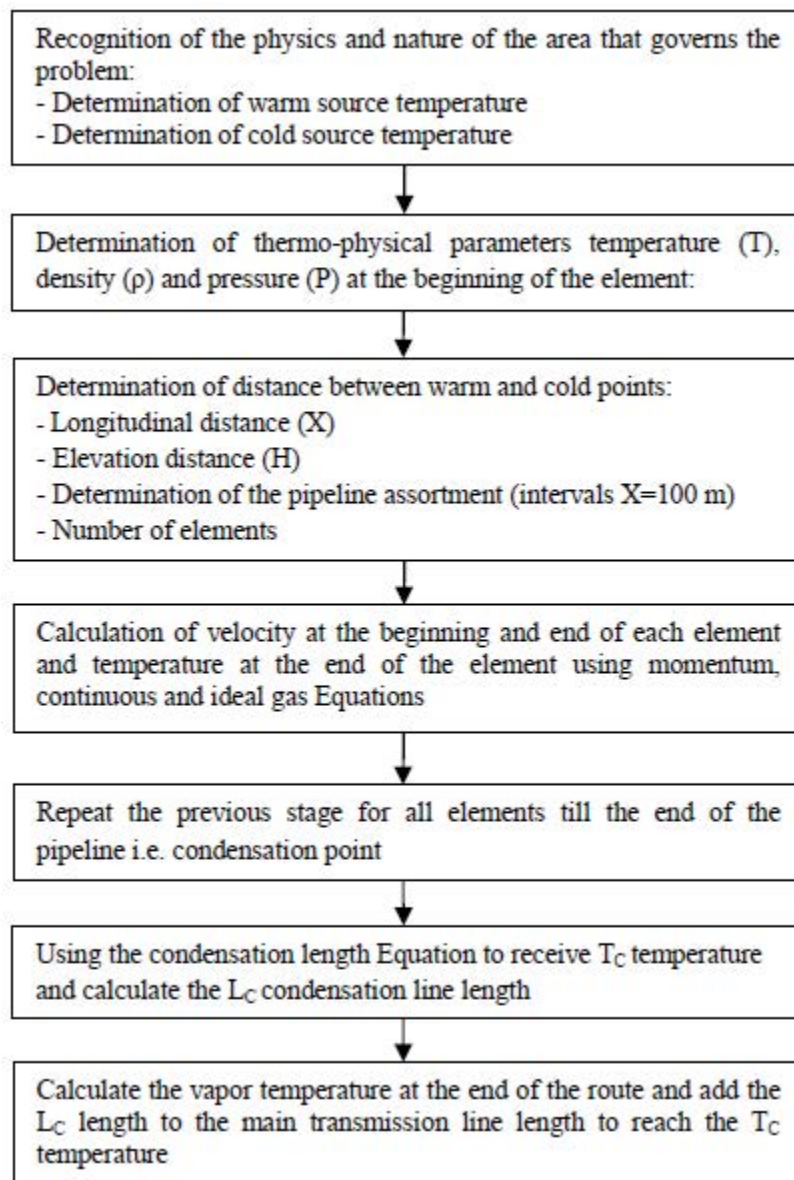 Recognition of the physics and nature of the area that governs the
problem:
- Determination of warm source temperature
- Determination of cold source temperature
Determination of thermo-physical parameters temperature (T),
density (ρ) and pressure (P) at the beginning of the element:
Determination of distance between warm and cold points:
- Longitudinal distance (X)
- Elevation distance (H)
- Determination of the pipeline assortment (intervals X=100 m)
- Number of elements
Calculation of velocity at the beginning and end of each element
and temperature at the end of the element using momentum,
continuous and ideal gas Equations
Repeat the previous stage for all elements till the end of the
pipeline i.e. condensation point
Using the condensation length Equation to receive T_C temperature
and calculate the L_C condensation line length
Calculate the vapor temperature at the end of the route and add the
L_C length to the main transmission line length to reach the T_C
temperature